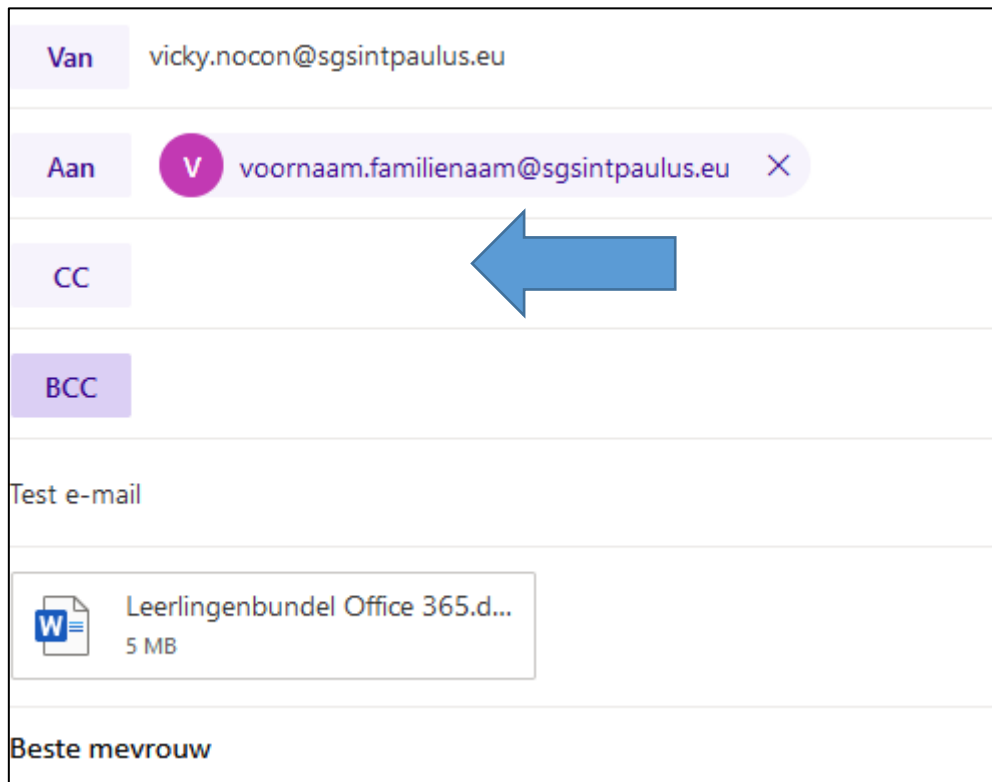 Van vicky.nocon@sgsintpaulus.eu
Aan V voornaam.familienaam@sgsintpaulus.eu
CC
BCC
Test e-mail
W Leerlingenbundel Office 365.d...
5 MB
Beste mevrouw